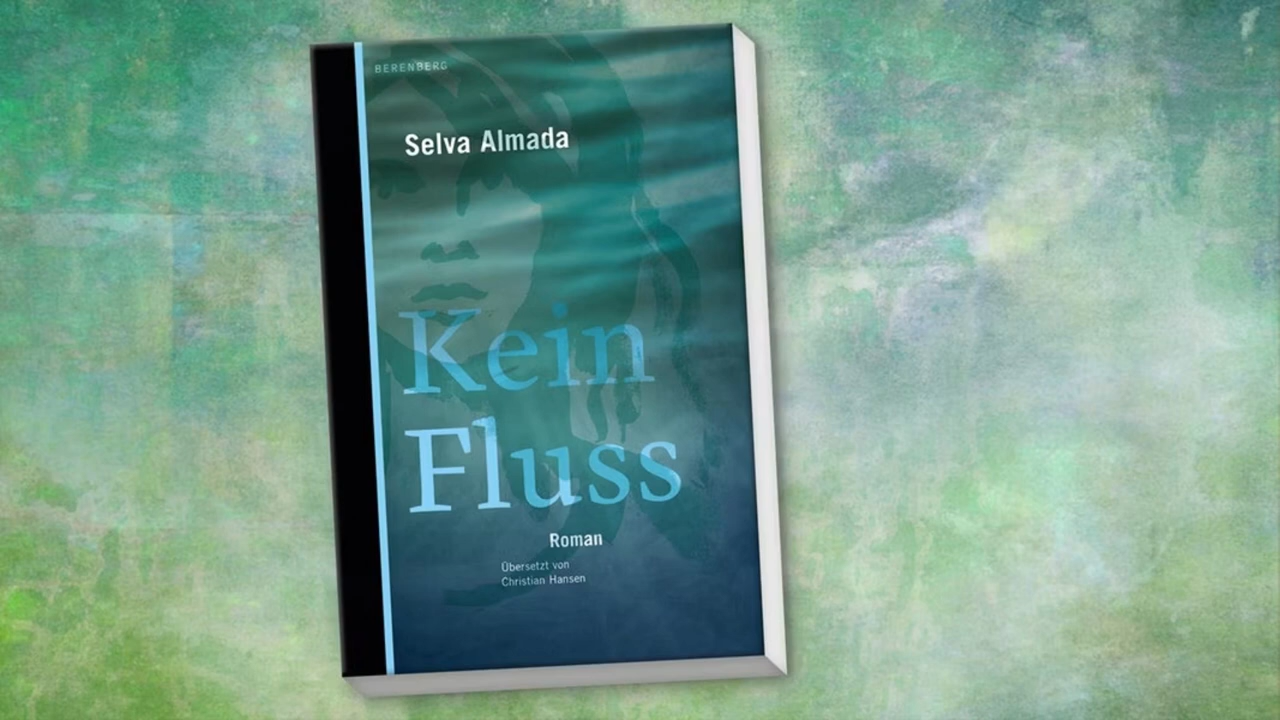 BERENBERG
Selva Almada
Kein
Fluss
Roman
Übersetzt von
Christian Hansen